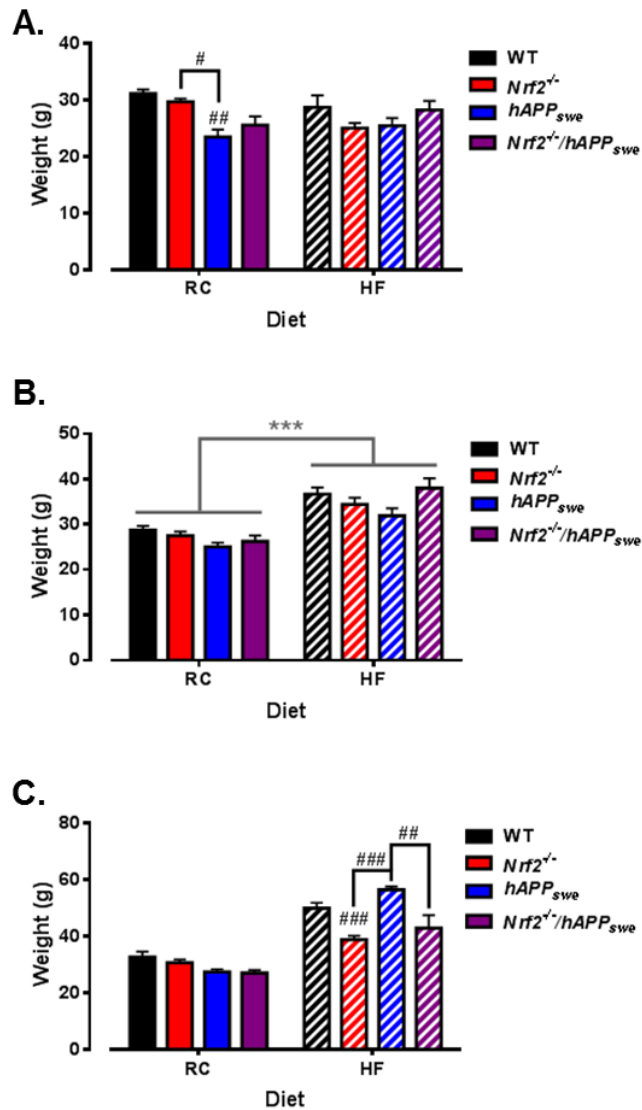 A.
40
30
20
10
0
Weight (g)
#
##
RC
HF
Diet
WT
Nrf2-/-
hAPPswe
Nrf2-/-/hAPPswe
B.
50
40
30
20
10
0
Weight (g)
***
RC
HF
Diet
WT
Nrf2-/-
hAPPswe
Nrf2-/-/hAPPswe
C.
80
60
40
20
0
Weight (g)
###
###
##
RC
HF
Diet
WT
Nrf2-/-
hAPPswe
Nrf2-/-/hAPPswe